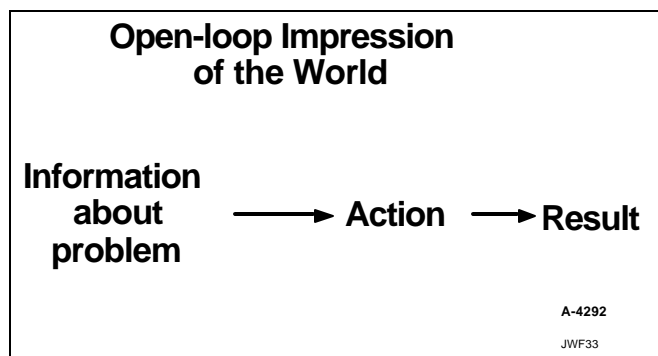 Open-loop Impression
of the World
Information
about
problem
Action
Result
A-4292
JWF33